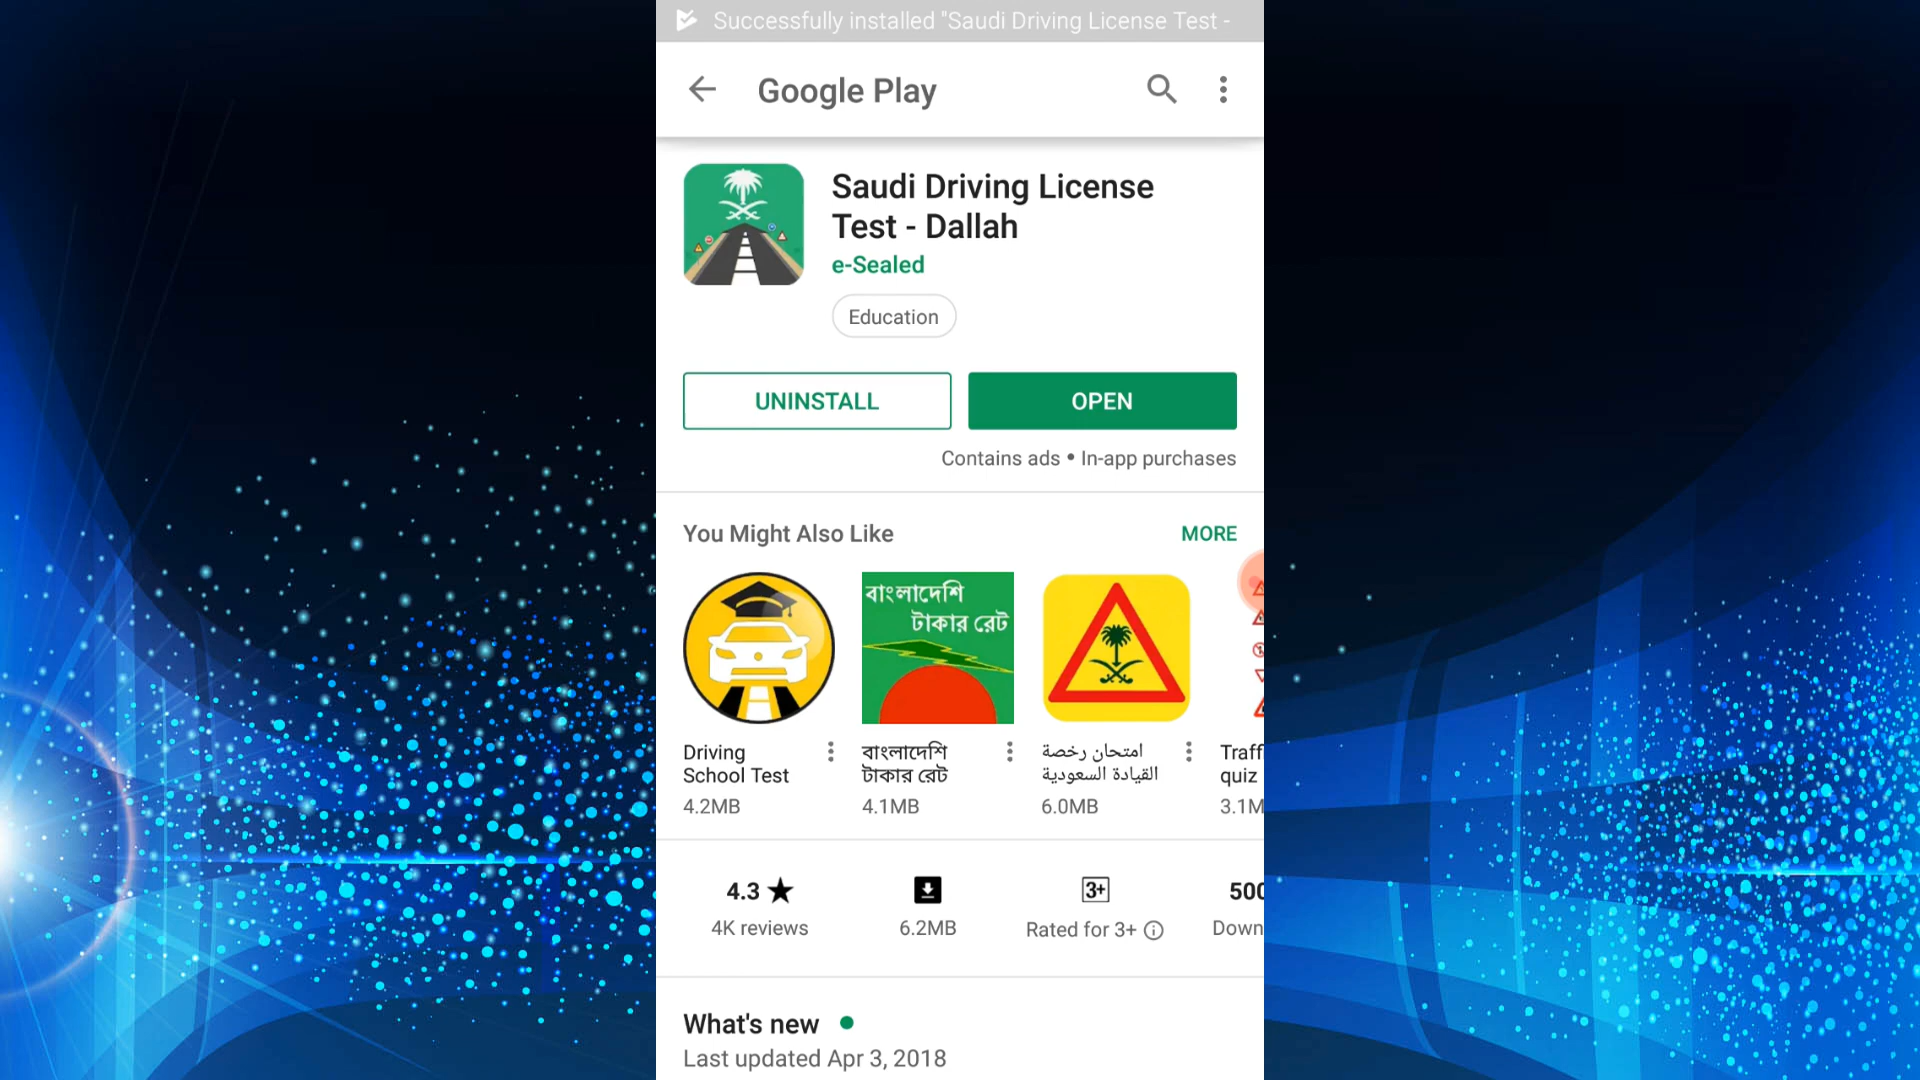 Successfully installed "Saudi Driving License Test -
Google Play
Saudi Driving License
Test - Dallah
e-Sealed
Education
UNINSTALL
OPEN
Contains ads • In-app purchases
You Might Also Like
MORE
বাংলাদেশি
টাকার রেট
Driving
School Test
4.2MB
বাংলাদেশি
টাকার রেট
4.1MB
امتحان رخصة
القيادة السعودية
6.0MB
Traff
quiz
3.1M
4.3 ★
4K reviews
6.2MB
3+
Rated for 3+
500
Down
What's new
Last updated Apr 3, 2018